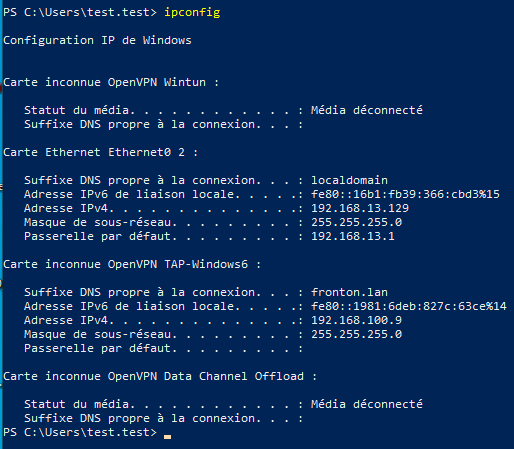 PS C:\Users\test.test> ipconfig
Configuration IP de Windows
Carte inconnue OpenVPN Wintun :
Statut du média. . . . . . . . . . . . . : Média déconnecté
Suffixe DNS propre à la connexion. . . :
Carte Ethernet Ethernet0 2 :
Suffixe DNS propre à la connexion. . . : localdomain
Adresse IPv6 de liaison locale. . . . .: fe80::16b1:fb39:366:cbd3%15
Adresse IPv4. . . . . . . . . . . . . .: 192.168.13.129
Masque de sous-réseau. . . . . . . . . : 255.255.255.0
Passerelle par défaut. . . . . . . . . : 192.168.13.1
Carte inconnue OpenVPN TAP-Windows6 :
Suffixe DNS propre à la connexion. . . : fronton.lan
Adresse IPv6 de liaison locale. . . . .: fe80::1981:6deb:827c:63ce%14
Adresse IPv4. . . . . . . . . . . . . .: 192.168.100.9
Masque de sous-réseau. . . . . . . . . : 255.255.255.0
Passerelle par défaut. . . . . . . . . :
Carte inconnue OpenVPN Data Channel Offload :
Statut du média. . . . . . . . . . . . . : Média déconnecté
Suffixe DNS propre à la connexion. . . :
PS C:\Users\test.test>